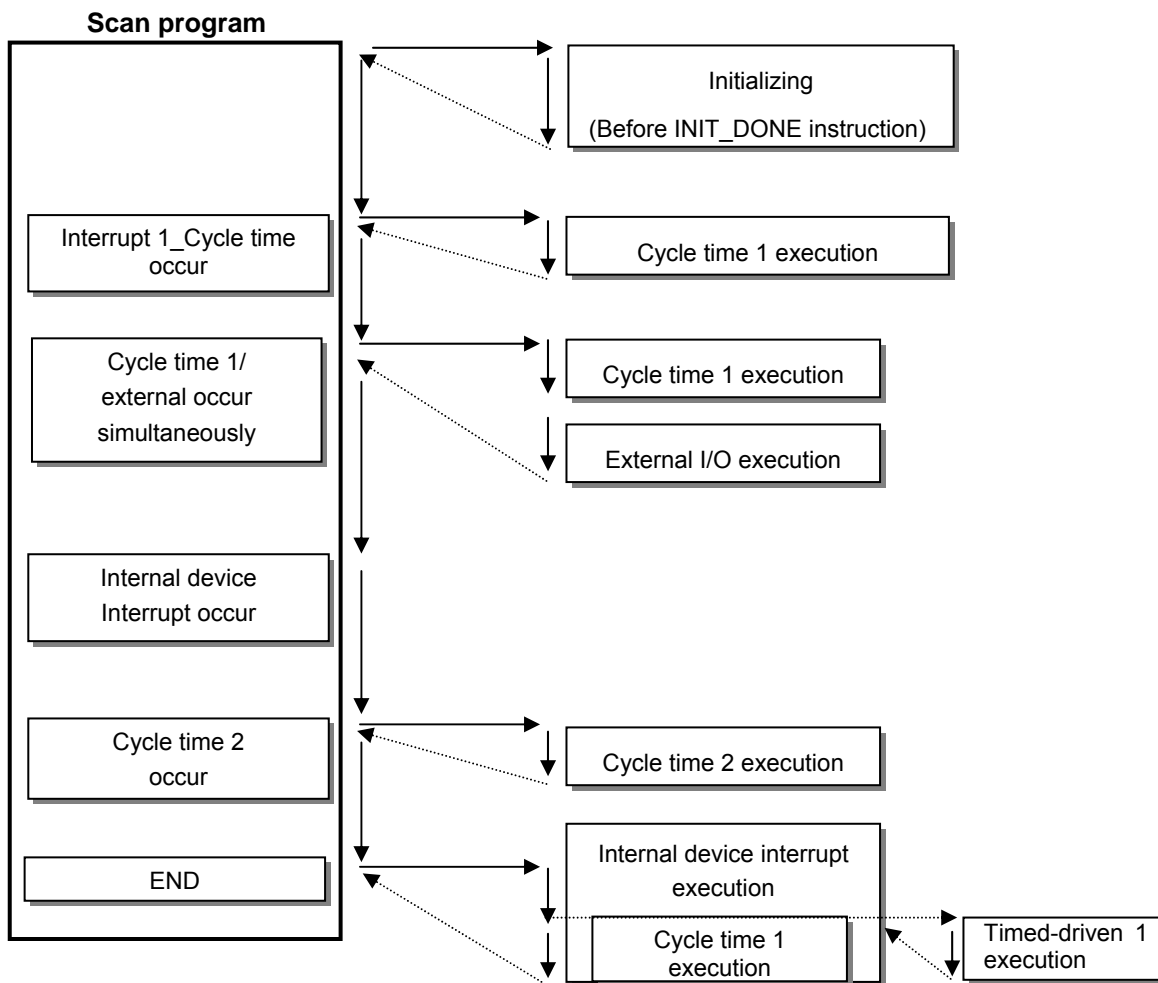 Scan program
Initializing
(Before INIT_DONE instruction)
Interrupt 1_Cycle time
occur
Cycle time 1 execution
Cycle time 1/
external occur
simultaneously
Cycle time 1 execution
External I/O execution
Internal device
Interrupt occur
Cycle time 2
occur
Cycle time 2 execution
END
Internal device interrupt
execution
Cycle time 1
execution
Timed-driven 1
execution